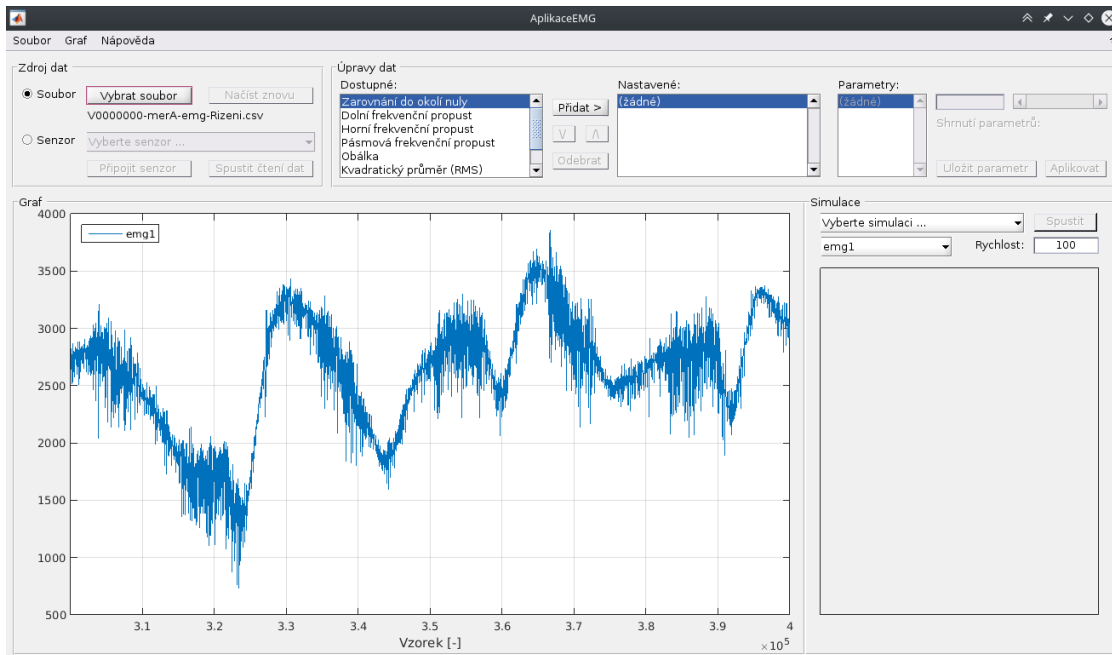 AplikaceEMG
Soubor Graf Nápověda
Zdroj dat
Soubor
Vybrat soubor
Načíst znovu
V0000000-merA-emg-Rizeni.csv
Senzor
Vyberte senzor ...
Připojit senzor
Spustit čtení dat
Úpravy dat
Dostupné:
Zarovnání do okolí nuly
Dolní frekvenční propust
Horní frekvenční propust
Pásmová frekvenční propust
Obálka
Kvadratický průměr (RMS)
Přidat >
V Λ
Odebrat
Nastavené:
(žádné)
Parametry:
(žádné)
Shrnutí parametrů:
Uložit parametr
Aplikovat
Graf
emg1
4000
3500
3000
2500
2000
1500
1000
500
3.1 3.2 3.3 3.4 3.5 3.6 3.7 3.8 3.9 4
×10⁵
Vzorek [-]
Simulace
Vyberte simulaci ...
Spustit
emg1
Rychlost:
100